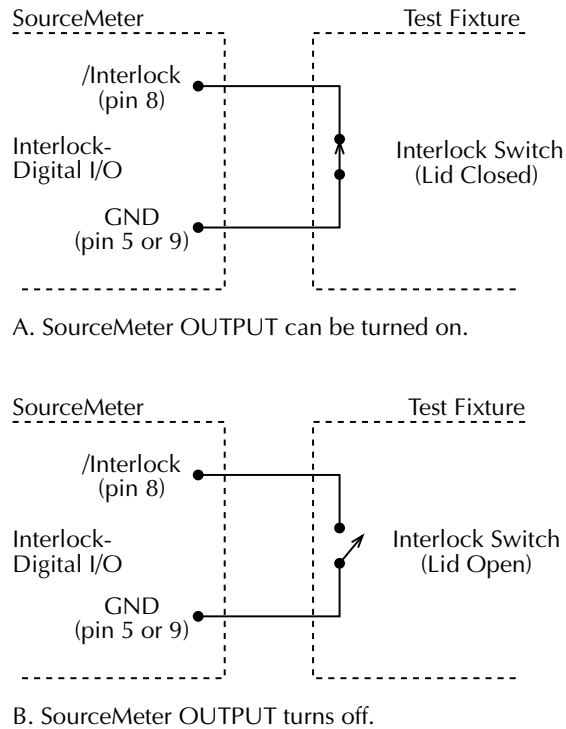 SourceMeter
Test Fixture
/Interlock
(pin 8)
Interlock-
Digital I/O
Interlock Switch
(Lid Closed)
GND
(pin 5 or 9)
A. SourceMeter OUTPUT can be turned on.
SourceMeter
Test Fixture
/Interlock
(pin 8)
Interlock-
Digital I/O
Interlock Switch
(Lid Open)
GND
(pin 5 or 9)
B. SourceMeter OUTPUT turns off.